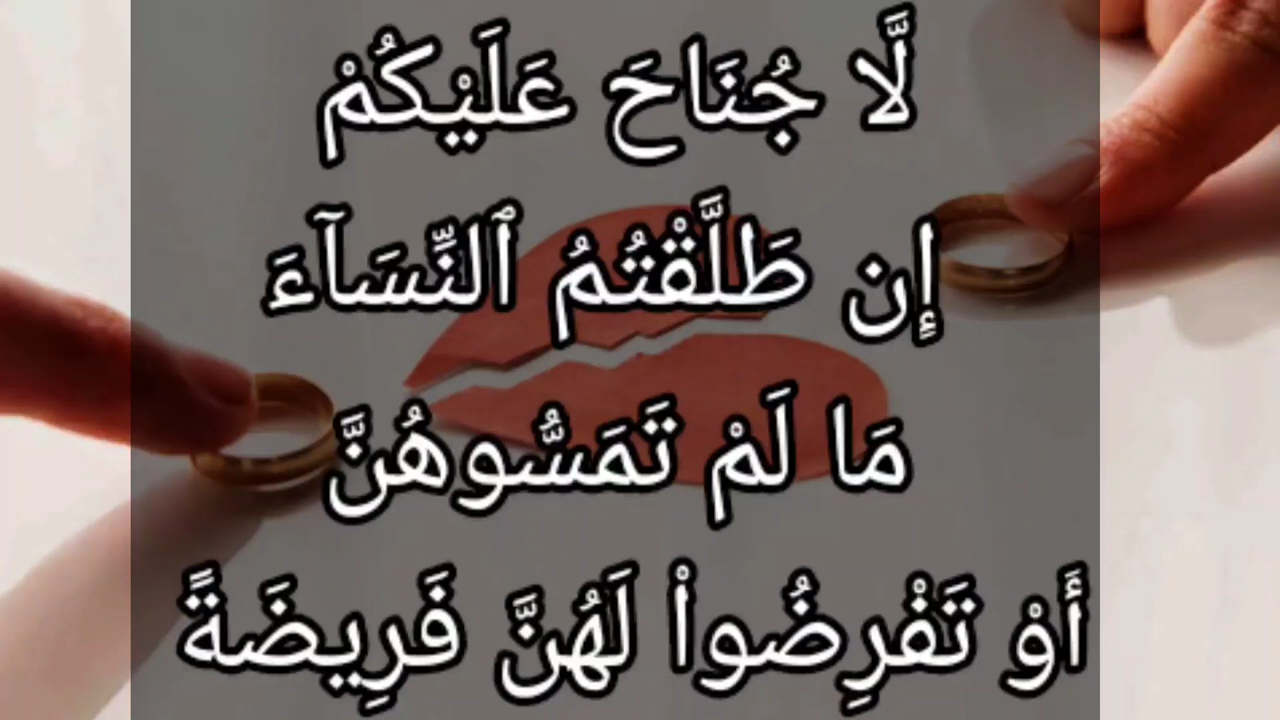 لَّا جُنَاحَ عَلَيْكُمْ
إِن طَلَّقْتُمُ ٱلنِّسَآءَ
مَا لَمْ تَمَسُّوهُنَّ
أَوْ تَفْرِضُوا۟ لَهُنَّ فَرِيضَةً